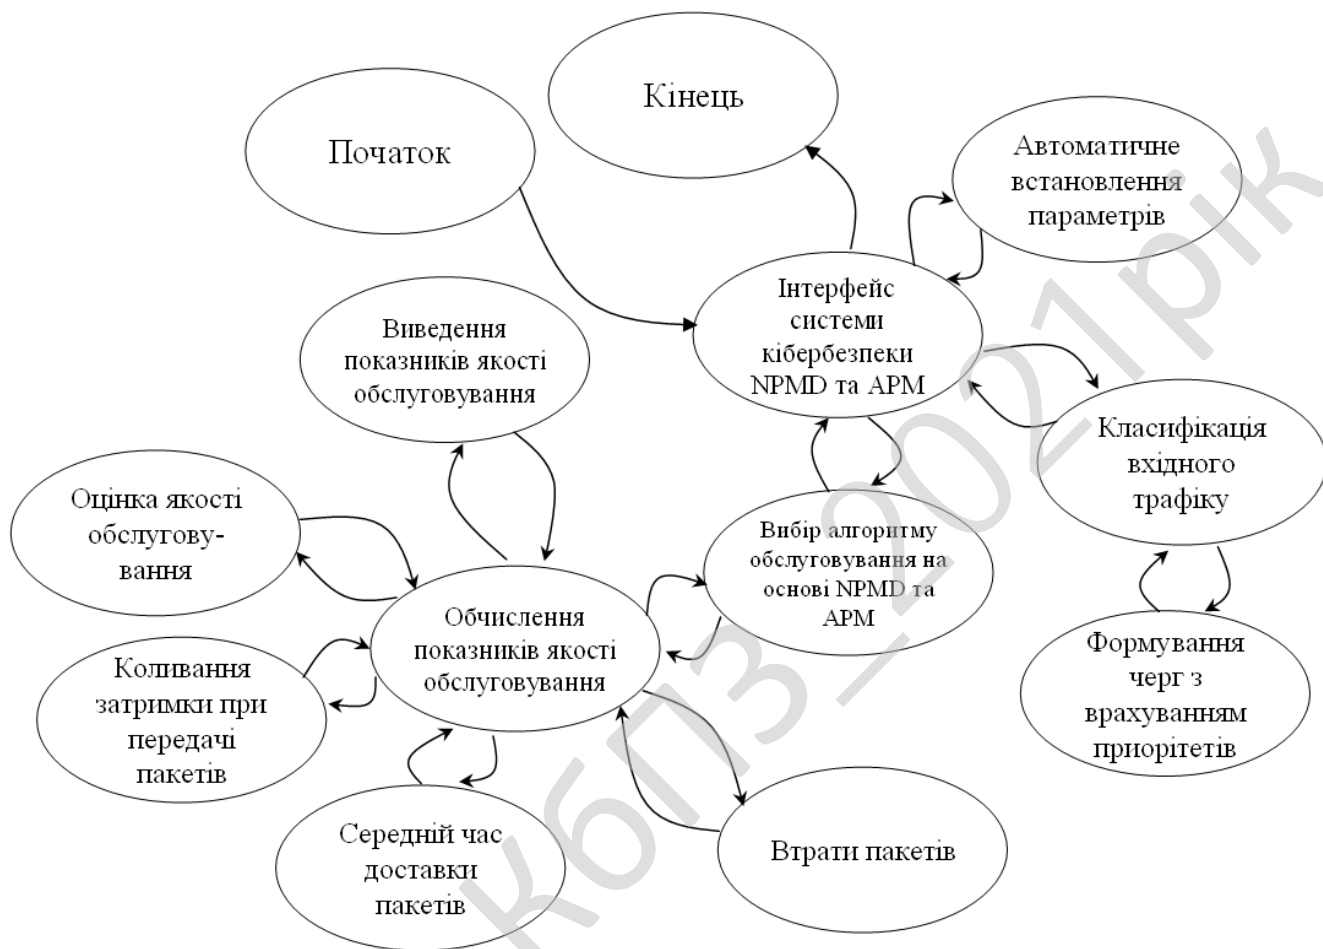 Кінець
Початок
Автоматичне
встановлення
параметрів
Інтерфейс
системи
кібербезпеки
NPMD та APM
Виведення
показників якості
обслуговування
Класифікація
вхідного
трафіку
Оцінка якості
обслугову-
вання
Вибір алгоритму
обслуговування на
основі NPMD та
APM
Обчислення
показників якості
обслуговування
Коливання
затримки при
передачі
пакетів
Формування
черг з
врахуванням
приорітетів
Середній час
доставки
пакетів
Втрати пакетів
КбПЗ_2021рік